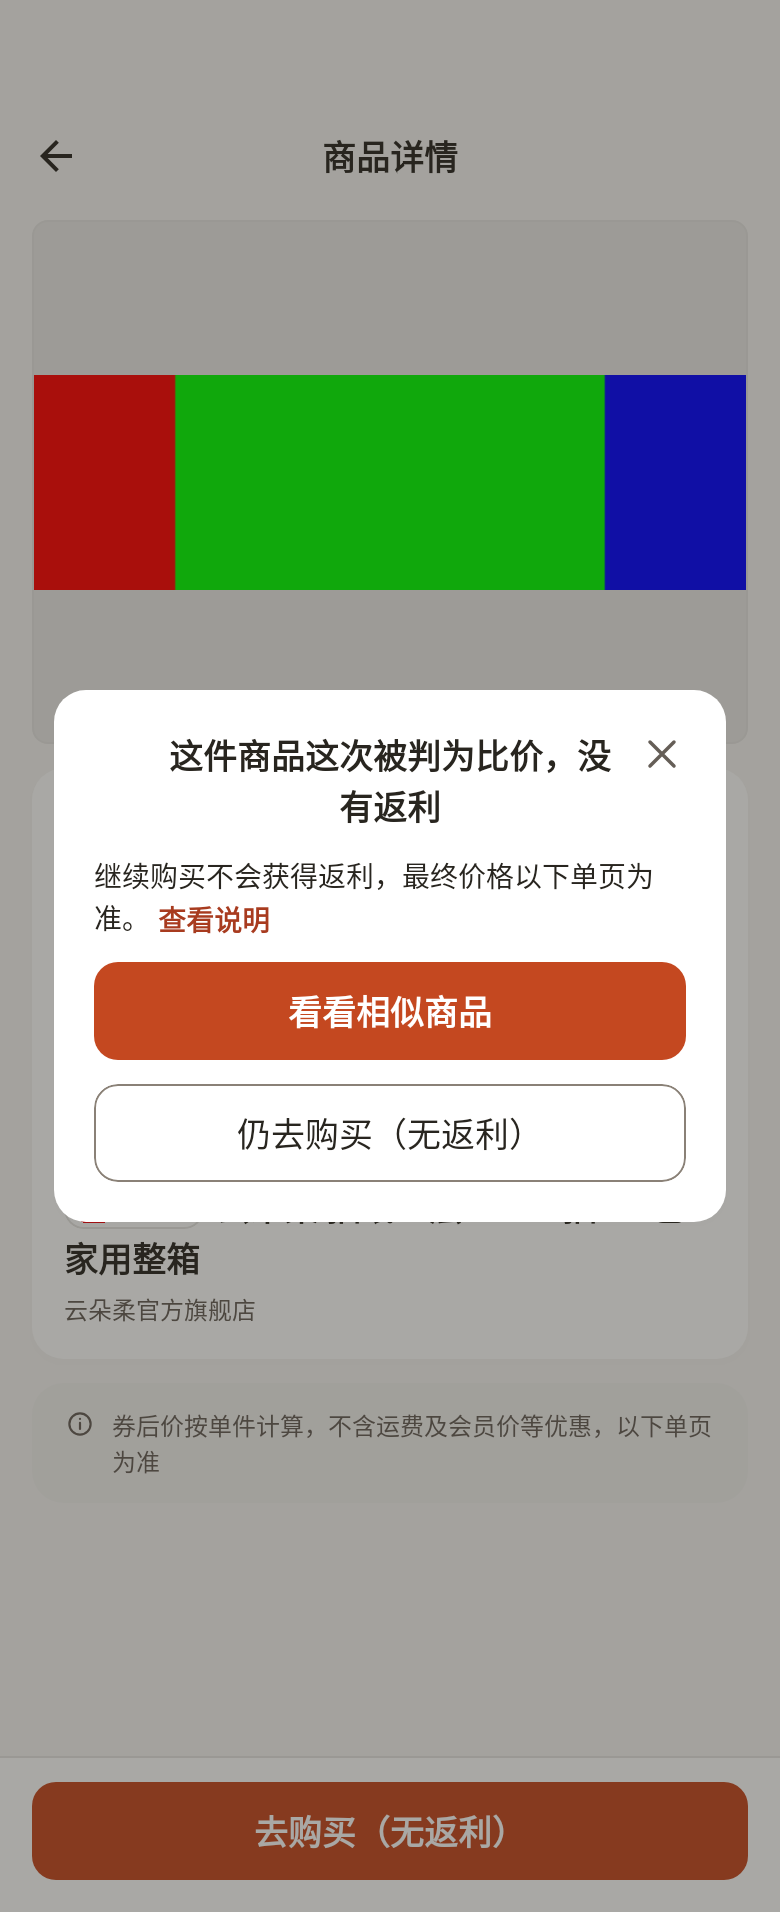 商品详情
这件商品这次被判为比价，没
有返利
继续购买不会获得返利，最终价格以下单页为
准。 查看说明
看看相似商品
仍去购买（无返利）
家用整箱
云朵柔官方旗舰店
券后价按单件计算，不含运费及会员价等优惠，以下单页
为准
去购买（无返利）